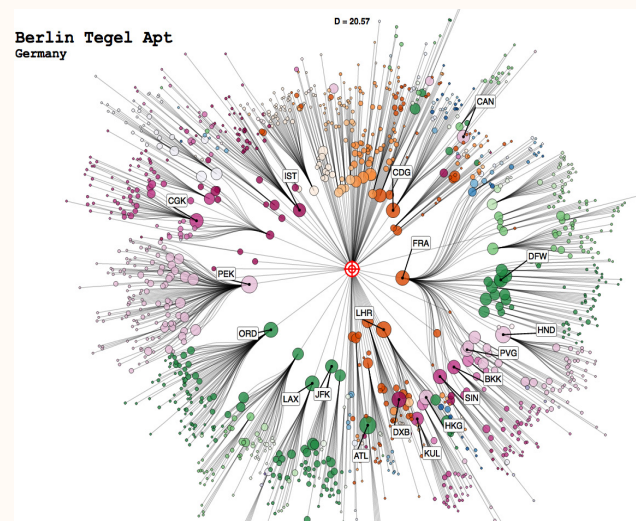 D = 20.57
Berlin Tegel Apt
Germany
CAN
CDG
IST
CGK
FRA
DFW
PEK
LHR
ORD
HND
PVG
BKK
SIN
LAX
JFK
HKG
DXB
KUL
ATL